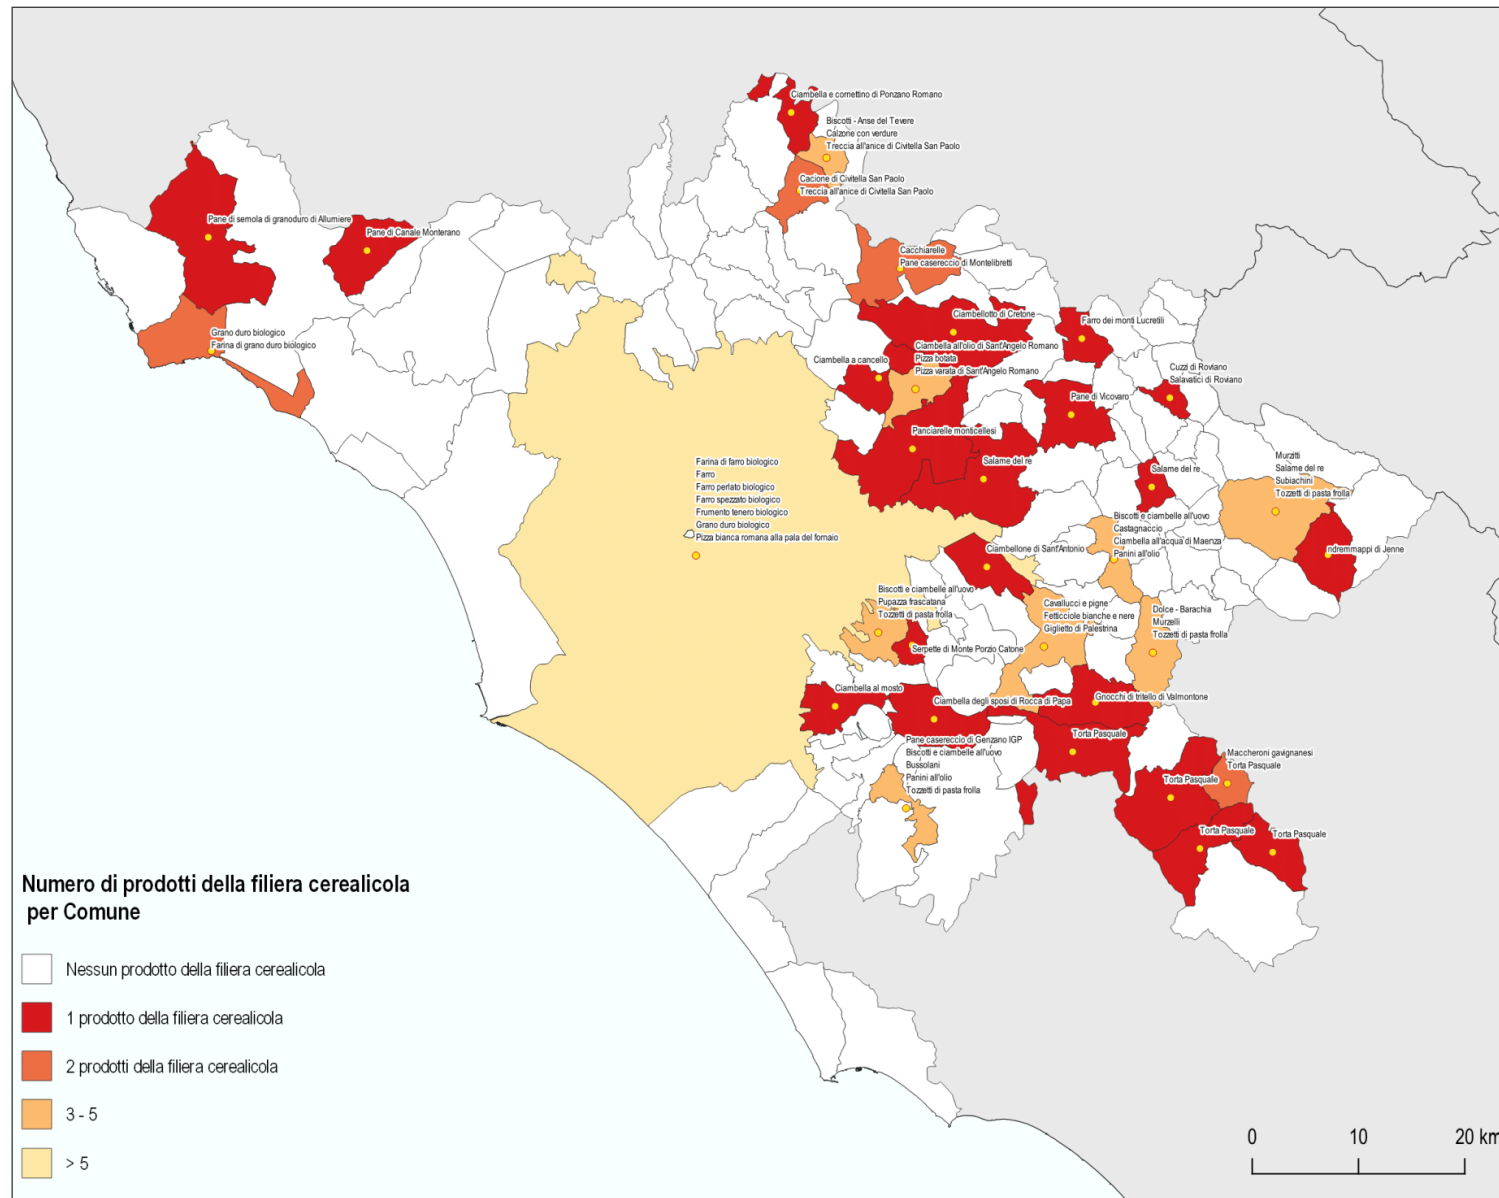 Ciambella e cornettino di Ponzano Romano
Biscotti - Anse del Tevere
Calzone con verdure
Treccia all'anice di Civitella San Paolo
Cacione di Civitella San Paolo
Treccia all'anice di Civitella San Paolo
Pane di semola di granoduro di Allumiere
Pane di Canale Monterano
Cacchiarelle
Pane casereccio di Montelibretti
Grano duro biologico
Farina di grano duro biologico
Ciambellotto di Cretone
Farro dei monti Lucretili
Ciambella all'olio di Sant'Angelo Romano
Pizza botata
Pizza varata di Sant'Angelo Romano
Ciambella a cancello
Cuzzi di Roviano
Salavatici di Roviano
Pane di Vicovaro
Panciarelle monticellesi
Salame del re
Salame del re
Murzitti
Salame del re
Subiachini
Tozzetti di pasta frolla
Farina di farro biologico
Farro
Farro perlato biologico
Farro spezzato biologico
Frumento tenero biologico
Grano duro biologico
Pizza bianca romana alla pala del fornaio
Biscotti e ciambelle all'uovo
Castagnaccio
Ciambella all'acqua di Maenza
Panini all'olio
Ciambellone di Sant'Antonio
ndremmappi di Jenne
Biscotti e ciambelle all'uovo
Pupazza frascatana
Tozzetti di pasta frolla
Cavallucci e pigne
Fetticciole bianche e nere
Giglietto di Palestrina
Dolce - Barachia
Murzelli
Tozzetti di pasta frolla
Serpette di Monte Porzio Catone
Ciambella al mosto
Ciambella degli sposi di Rocca di Papa
Gnocchi di tritello di Valmontone
Pane casereccio di Genzano IGP
Biscotti e ciambelle all'uovo
Bussolani
Panini all'olio
Tozzetti di pasta frolla
Torta Pasquale
Maccheroni gavignanesi
Torta Pasquale
Torta Pasquale
Torta Pasquale
Torta Pasquale
Numero di prodotti della filiera cerealicola
per Comune
Nessun prodotto della filiera cerealicola
1 prodotto della filiera cerealicola
2 prodotti della filiera cerealicola
3 - 5
> 5
0 10 20 km